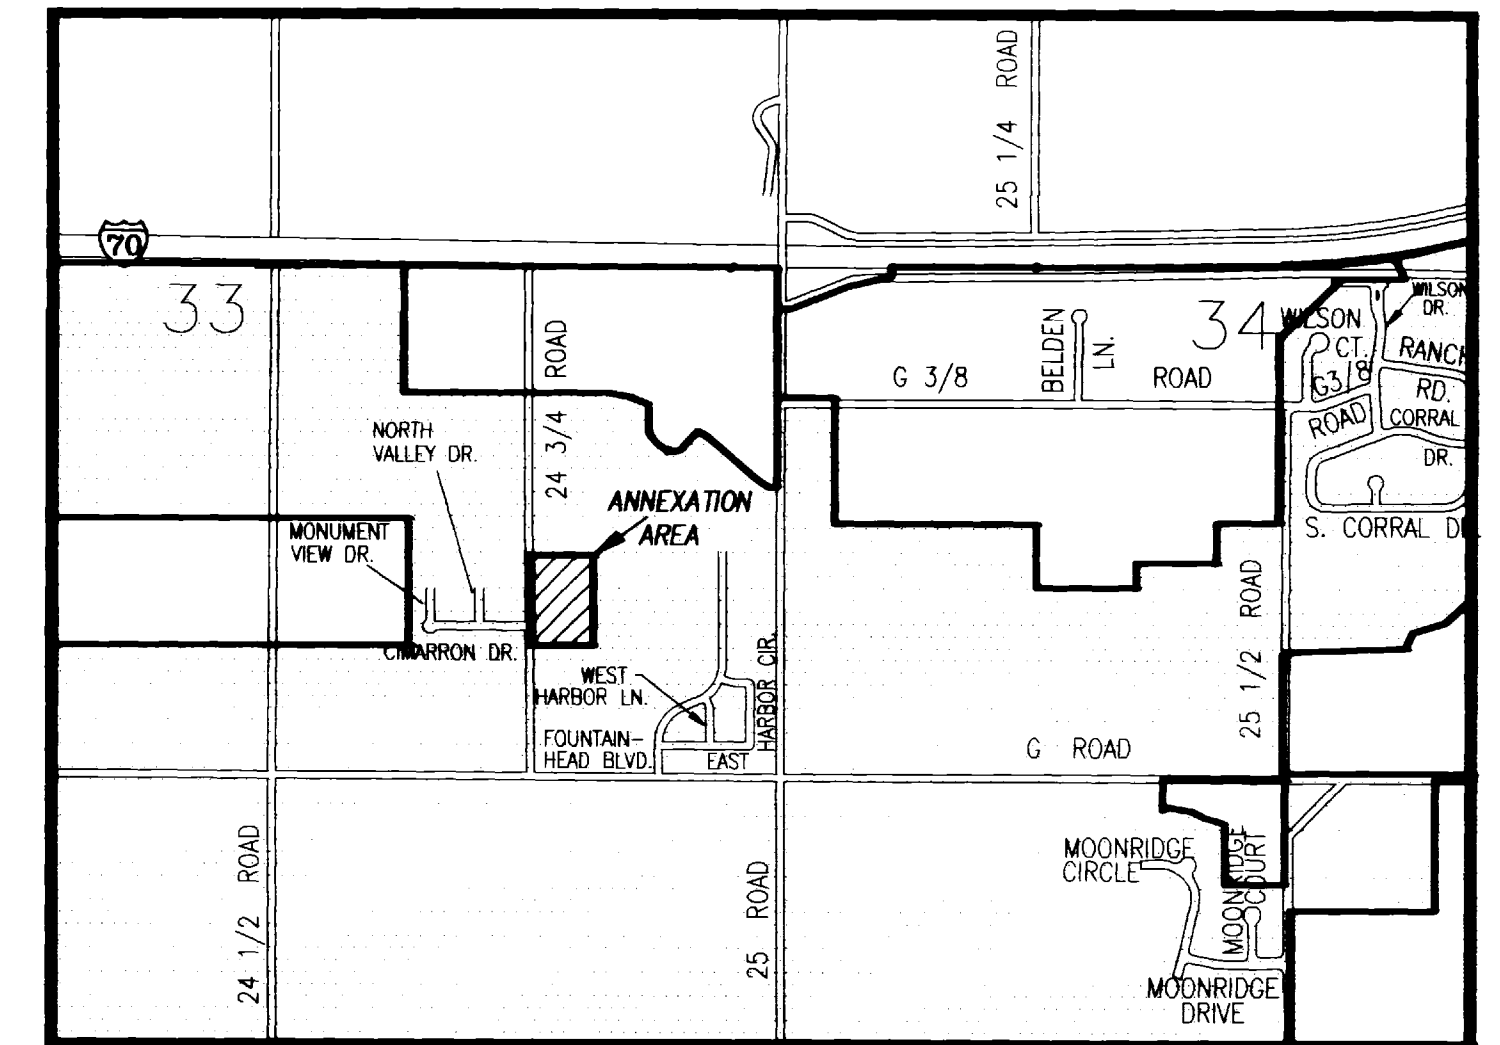 25 1/4 ROAD
70
33
34
WILSON
DR.
WILSON
CT.
BELDEN
LN.
24 3/4 ROAD
G 3/8 ROAD
G3/8
ROAD
RD.
CORRAL
DR.
NORTH
VALLEY DR.
ANNEXATION
AREA
MONUMENT
VIEW DR.
S. CORRAL
CIMARRON DR.
25 1/2 ROAD
WEST
HARBOR LN.
HARBOR CIR.
FOUNTAIN-
HEAD BLVD.
EAST
G ROAD
24 1/2 ROAD
25 ROAD
MOONRIDGE
CIRCLE
MOONRIDGE
COURT
MOONRIDGE
DRIVE